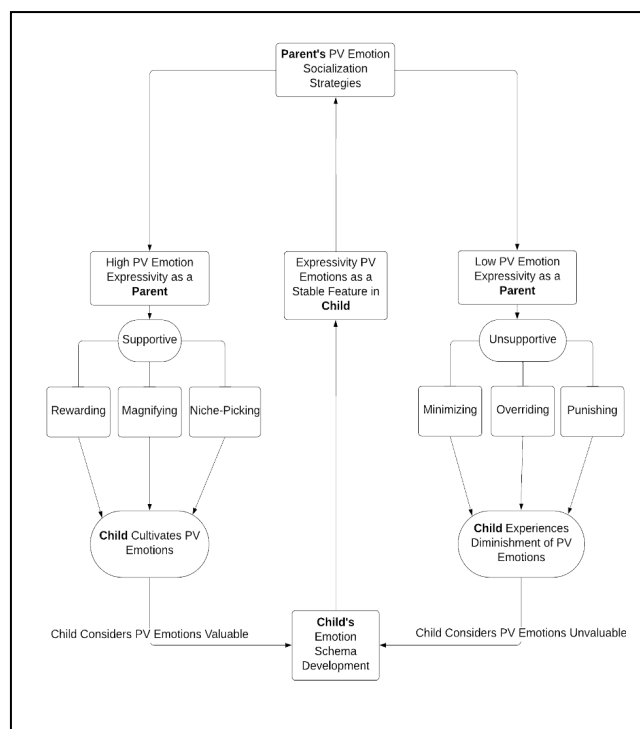 Parent's PV Emotion
Socialization
Strategies
High PV Emotion
Expressivity as a
Parent
Expressivity PV
Emotions as a
Stable Feature in
Child
Low PV Emotion
Expressivity as a
Parent
Supportive
Unsupportive
Rewarding
Magnifying
Niche-Picking
Minimizing
Overriding
Punishing
Child Cultivates PV
Emotions
Child Experiences
Diminishment of PV
Emotions
Child Considers PV Emotions Valuable
Child's
Emotion
Schema
Development
Child Considers PV Emotions Unvaluable